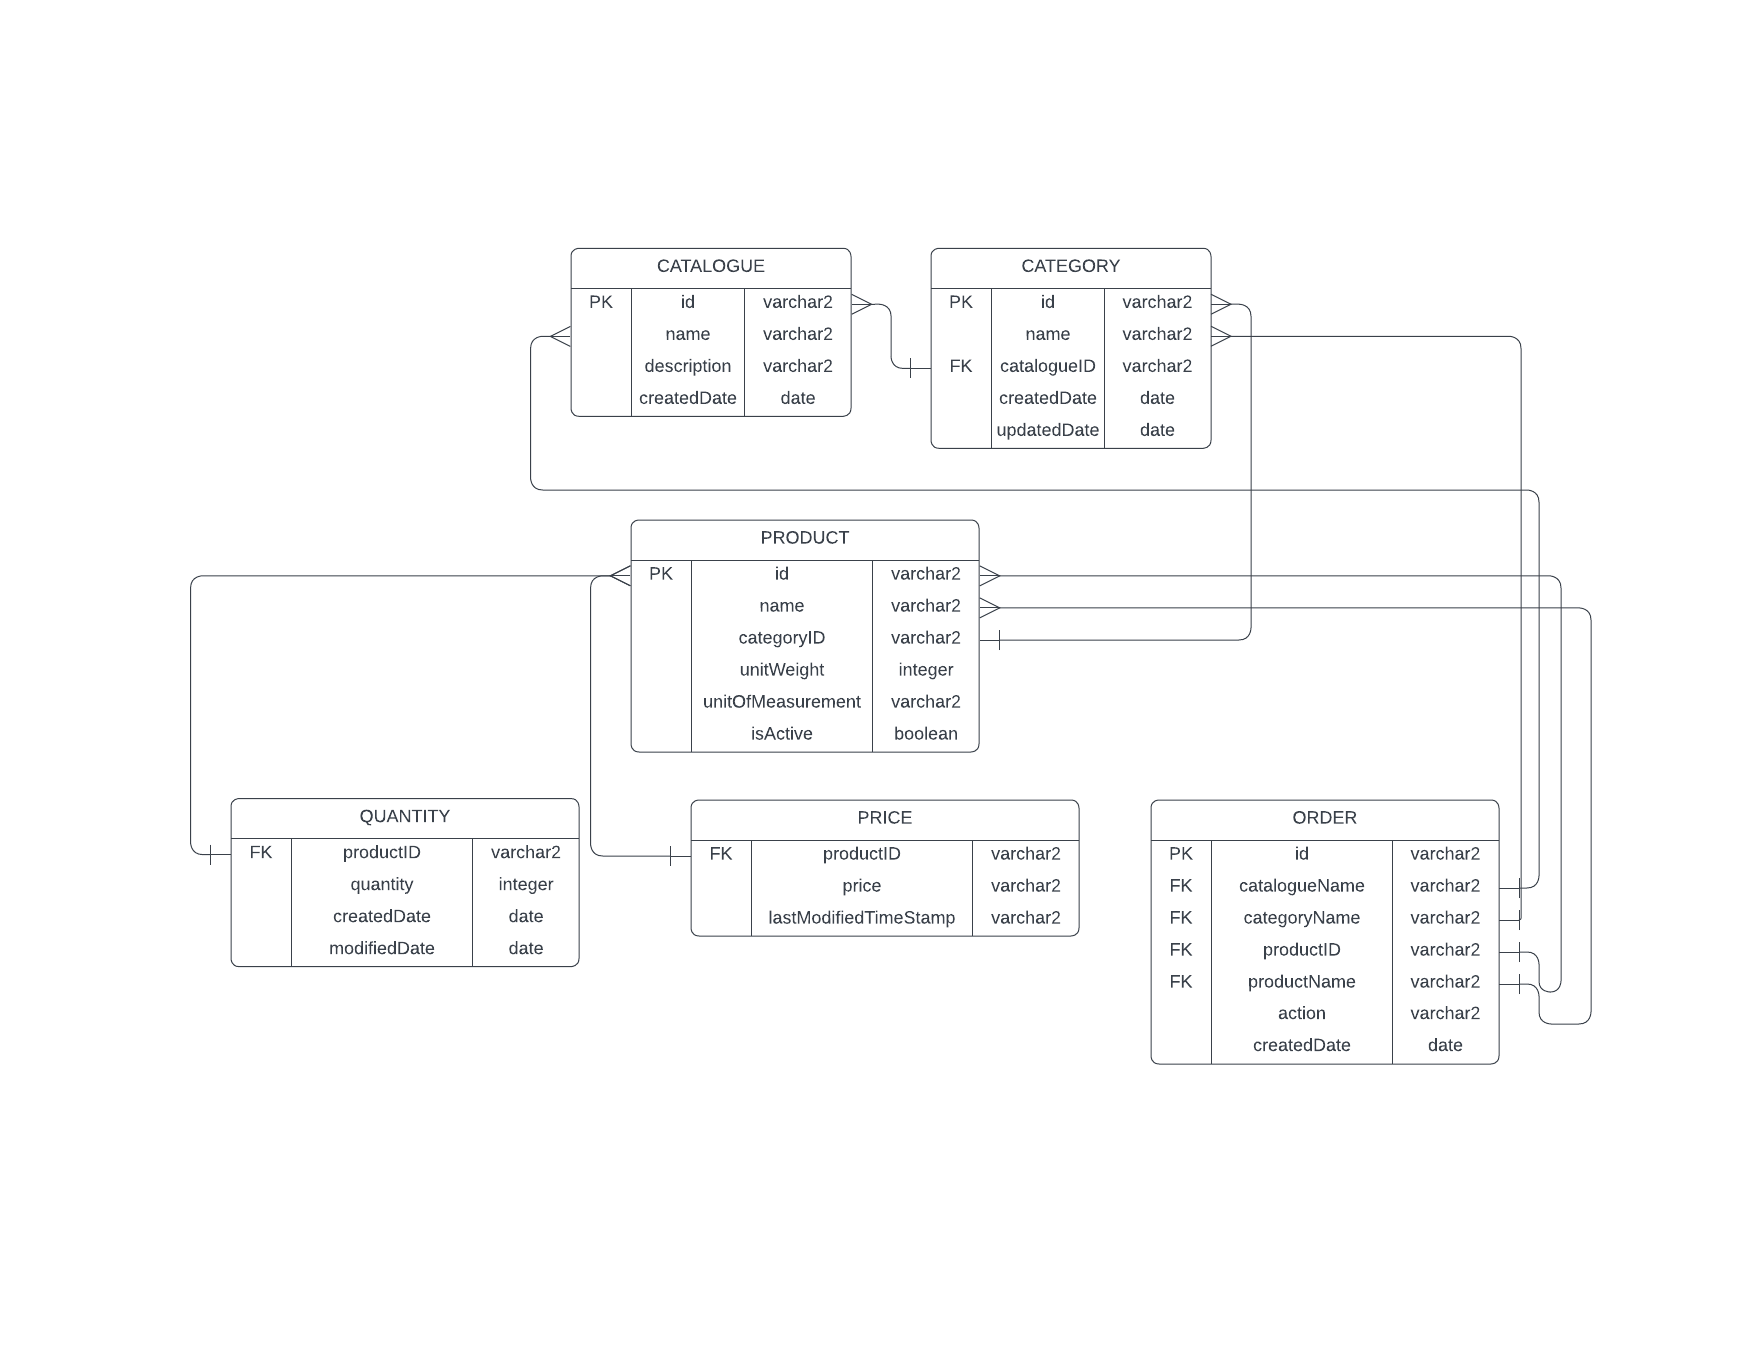 CATALOGUE
PK id varchar2
name varchar2
description varchar2
createdDate date
CATEGORY
PK id varchar2
name varchar2
FK catalogueID varchar2
createdDate date
updatedDate date
PRODUCT
PK id varchar2
name varchar2
categoryID varchar2
unitWeight integer
unitOfMeasurement varchar2
isActive boolean
QUANTITY
FK productID varchar2
quantity integer
createdDate date
modifiedDate date
PRICE
FK productID varchar2
price varchar2
lastModifiedTimeStamp varchar2
ORDER
PK id varchar2
FK catalogueName varchar2
FK categoryName varchar2
FK productID varchar2
FK productName varchar2
action varchar2
createdDate date